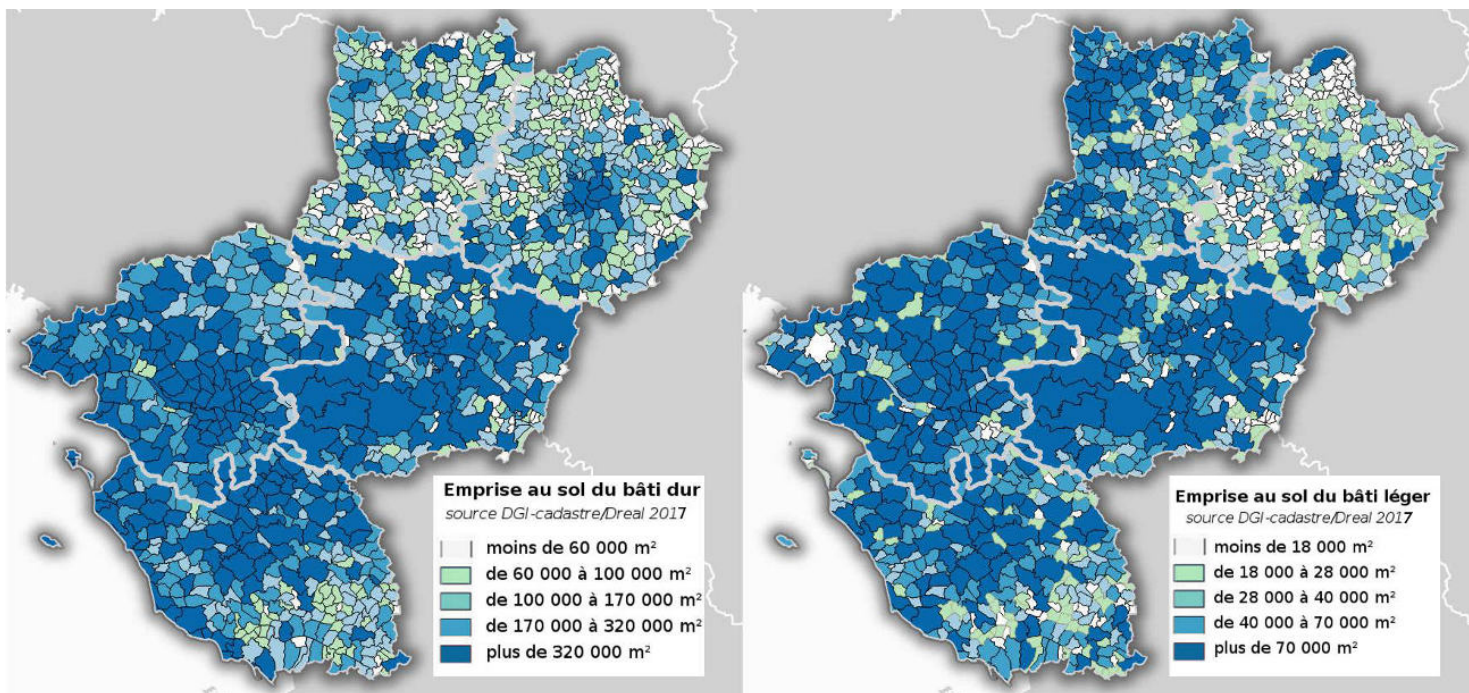 Emprise au sol du bâti dur
source DGI-cadastre/Dreal 2017
moins de 60 000 m²
de 60 000 à 100 000 m²
de 100 000 à 170 000 m²
de 170 000 à 320 000 m²
plus de 320 000 m²
Emprise au sol du bâti léger
source DGI-cadastre/Dreal 2017
moins de 18 000 m²
de 18 000 à 28 000 m²
de 28 000 à 40 000 m²
de 40 000 à 70 000 m²
plus de 70 000 m²